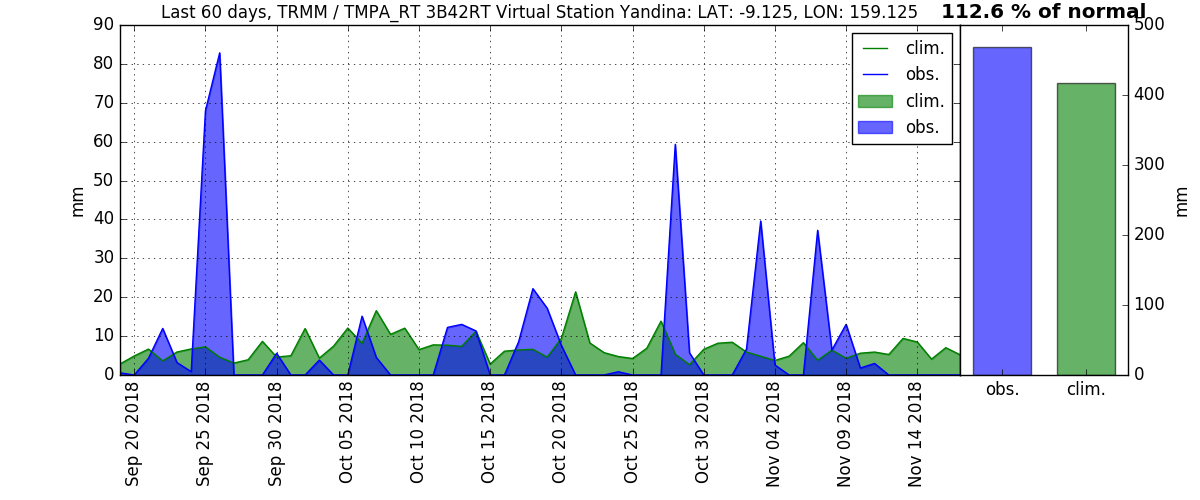 Last 60 days, TRMM / TMPA_RT 3B42RT Virtual Station Yandina: LAT: -9.125, LON: 159.125
112.6 % of normal
90
80
70
60
50
40
30
20
10
0
mm
clim.
obs.
clim.
obs.
500
400
300
200
100
0
mm
Sep 20 2018
Sep 25 2018
Sep 30 2018
Oct 05 2018
Oct 10 2018
Oct 15 2018
Oct 20 2018
Oct 25 2018
Oct 30 2018
Nov 04 2018
Nov 09 2018
Nov 14 2018
obs.
clim.